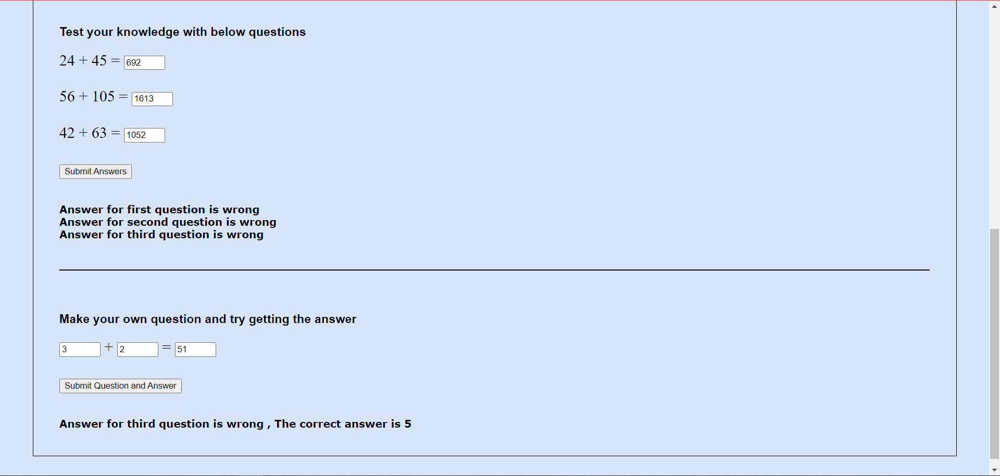 Test your knowledge with below questions
24 + 45 = 692
56 + 105 = 1613
42 + 63 = 1052
Submit Answers
Answer for first question is wrong
Answer for second question is wrong
Answer for third question is wrong
Make your own question and try getting the answer
3 + 2 = 51
Submit Question and Answer
Answer for third question is wrong , The correct answer is 5